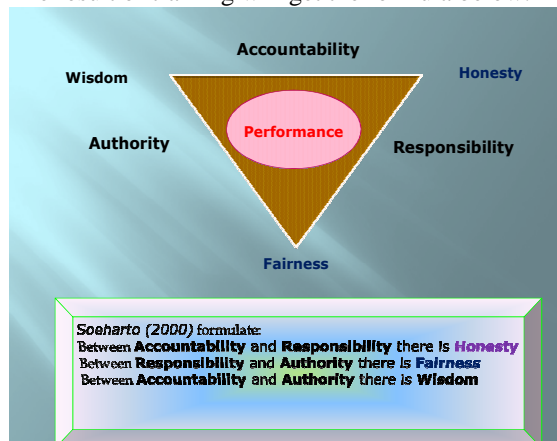 Accountability
Wisdom Honesty
Performance
Authority Responsibility
Fairness
Soeharto (2000) formulate:
Between Accountability and Responsibility there is Honesty
Between Responsibility and Authority there is Fairness
Between Accountability and Authority there is Wisdom